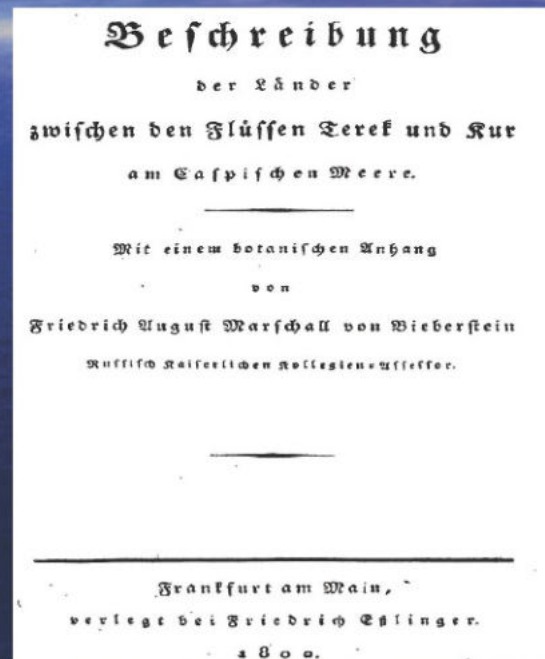 Beschreibung
der Länder
zwischen den Flüssen Terek und Kur
am Caspischen Meere.
Mit einem botanischen Anhang
von
Friedrich August Marschall von Bieberstein
Russisch Kaiserlichen Kollegien-Assessor.
Frankfurt am Main,
verlegt bei Friedrich Eßlinger.
1800.